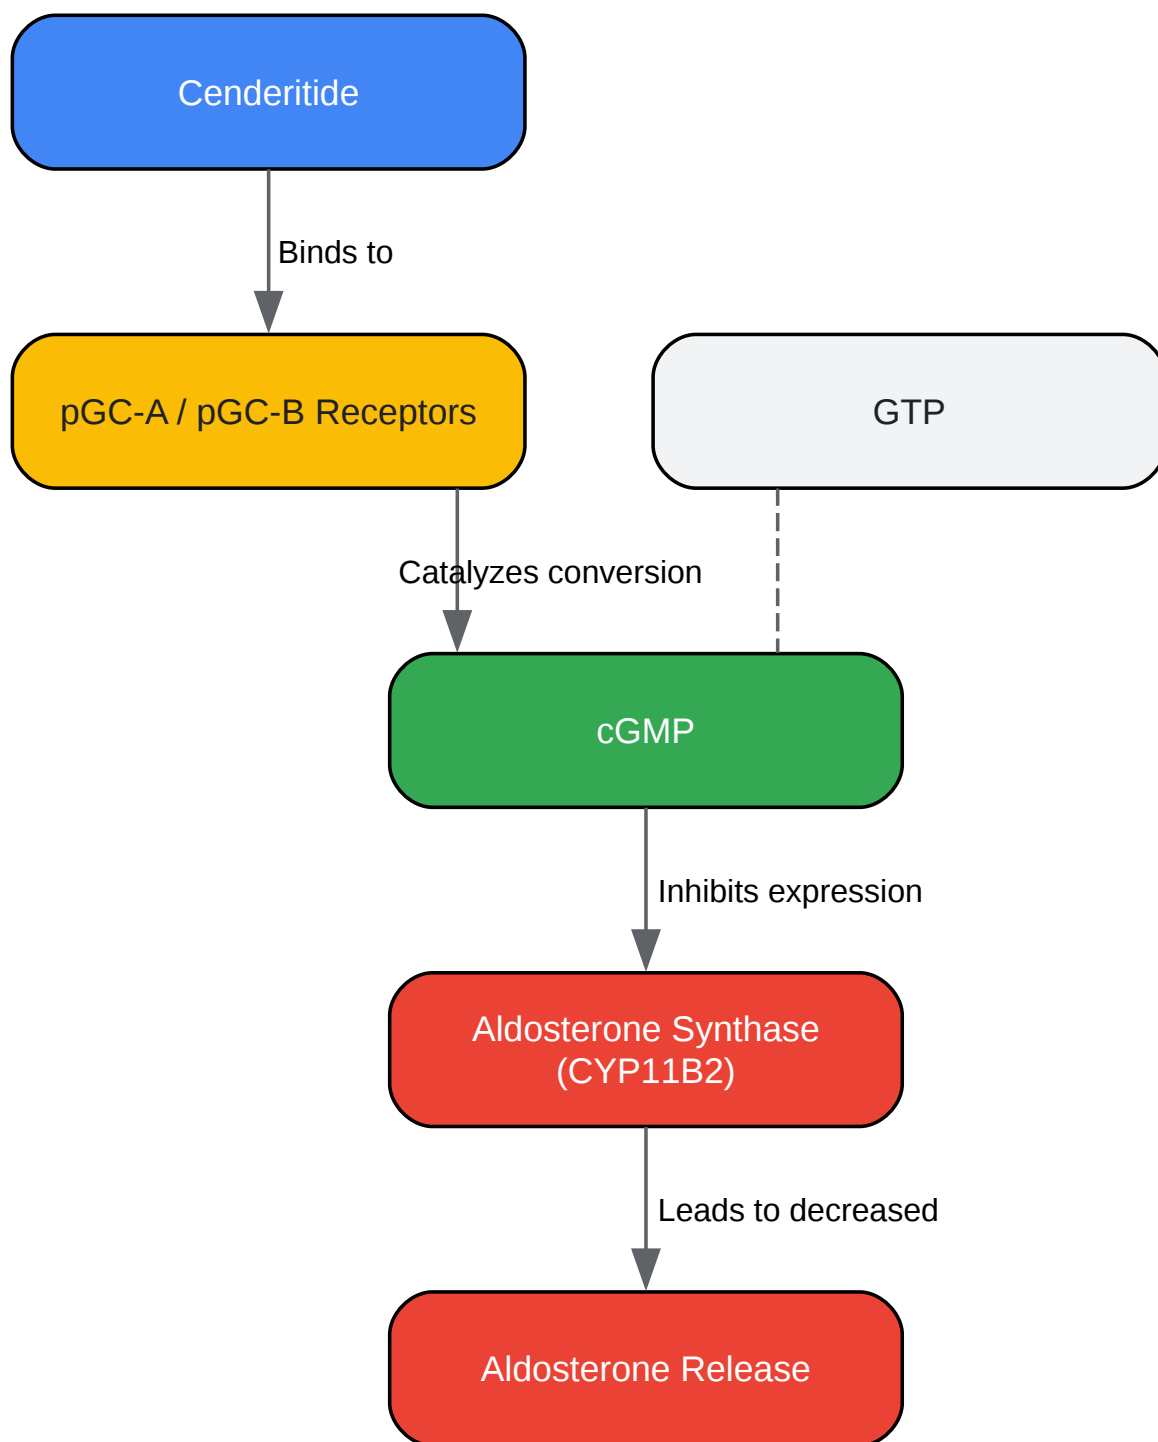 Cenderitide
Binds to
pGC-A / pGC-B Receptors
GTP
Catalyzes conversion
cGMP
Inhibits expression
Aldosterone Synthase
(CYP11B2)
Leads to decreased
Aldosterone Release